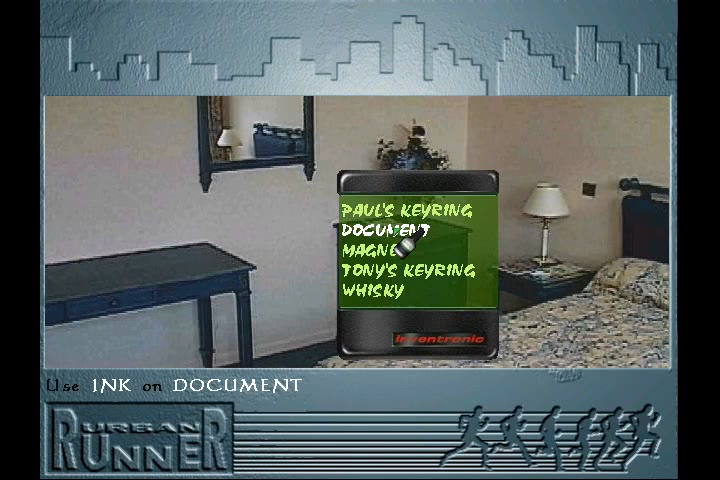 PAUL'S KEYRING
DOCUMENT
MAGNE
TONY'S KEYRING
WHISKY
Inventronic
Use INK on DOCUMENT
URBAN
RUNNER